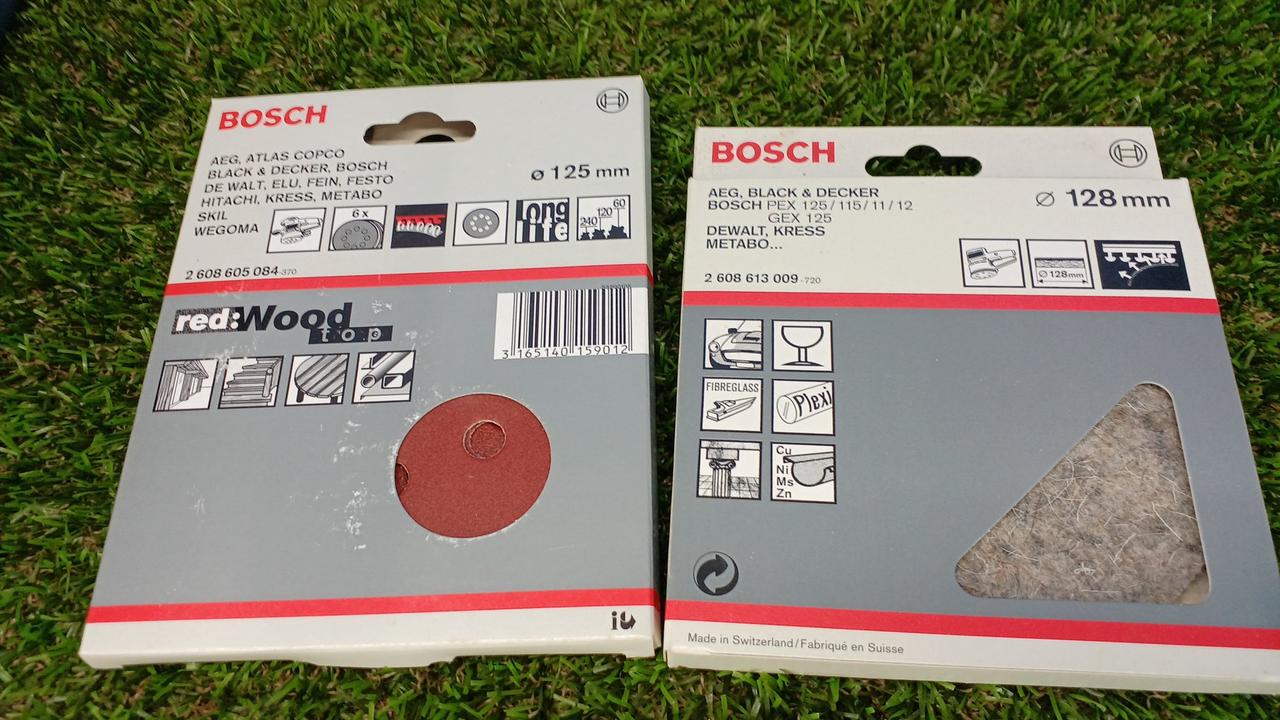 BOSCH
AEG, ATLAS COPCO
BLACK & DECKER, BOSCH
DE WALT, ELU, FEIN, FESTO
HITACHI, KRESS, METABO
SKIL
WEGOMA
ø 125 mm
6 x
long
life
240 120 60
2 608 605 084-370
red:Wood
top
3 165140 159012
BOSCH
AEG, BLACK & DECKER
BOSCH PEX 125/115/11/12
GEX 125
DEWALT, KRESS
METABO...
Ø 128 mm
Ø 128mm
2 608 613 009-720
FIBREGLASS
Plexi
Cu
Ni
Ms
Zn
Made in Switzerland/Fabriqué en Suisse